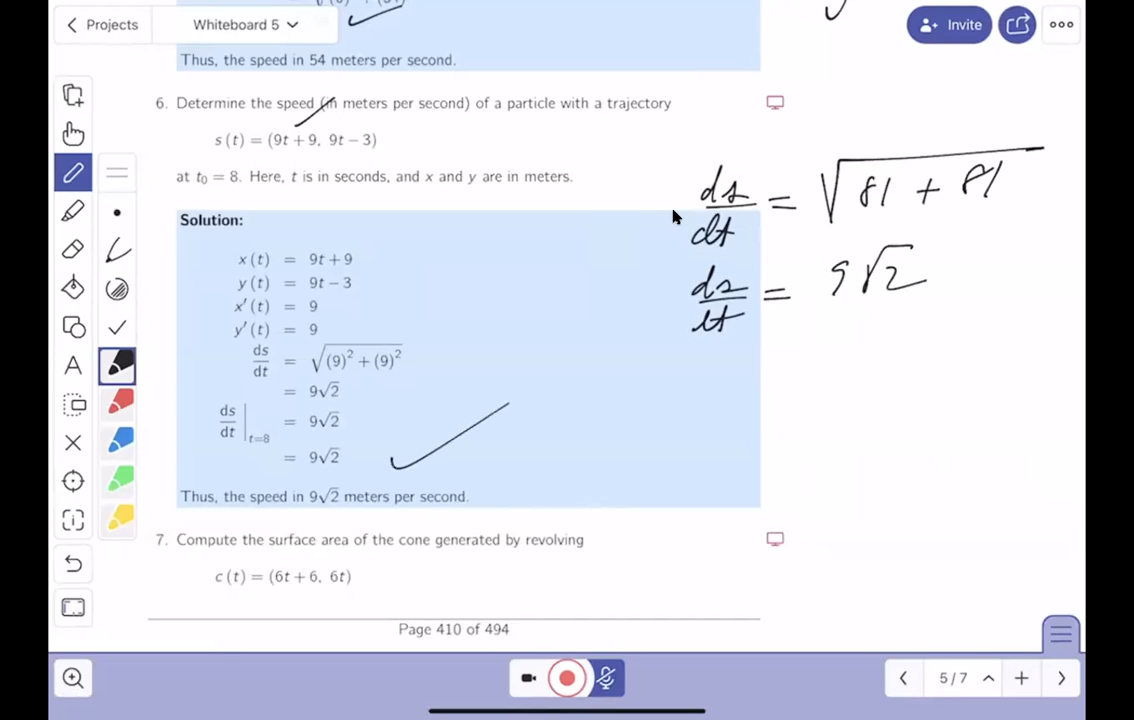 Projects
Whiteboard 5
Invite
Thus, the speed in 54 meters per second.
6. Determine the speed (in meters per second) of a particle with a trajectory
s (t) = (9t + 9, 9t − 3)
at t₀ = 8. Here, t is in seconds, and x and y are in meters.
Solution:
x (t) = 9t + 9
y (t) = 9t − 3
x′ (t) = 9
y′ (t) = 9
ds/dt = √((9)² + (9)²)
= 9√2
ds/dt |t=8 = 9√2
= 9√2
Thus, the speed in 9√2 meters per second.
ds/dt = √(81 + 81)
ds/dt = 9√2
7. Compute the surface area of the cone generated by revolving
c (t) = (6t + 6, 6t)
Page 410 of 494
5 / 7